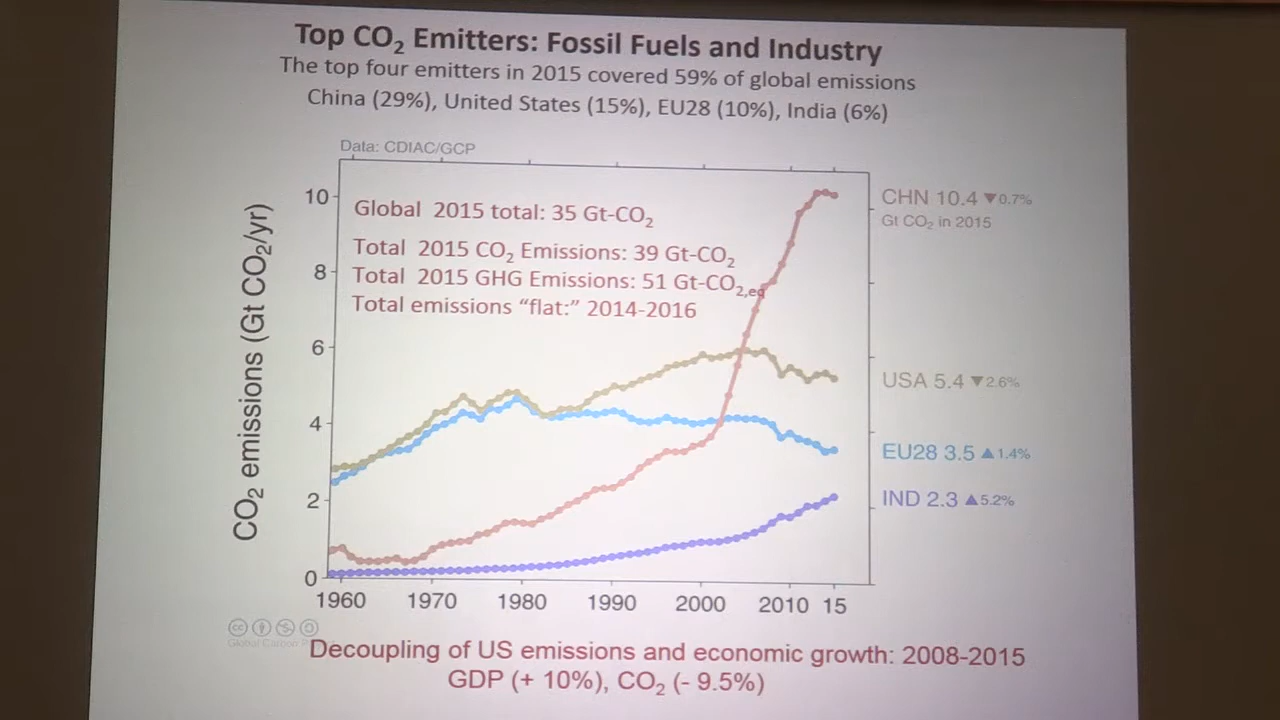 Top CO₂ Emitters: Fossil Fuels and Industry
The top four emitters in 2015 covered 59% of global emissions
China (29%), United States (15%), EU28 (10%), India (6%)
Data: CDIAC/GCP
CO₂ emissions (Gt CO₂/yr)
10
8
6
4
2
0
Global 2015 total: 35 Gt-CO₂
Total 2015 CO₂ Emissions: 39 Gt-CO₂
Total 2015 GHG Emissions: 51 Gt-CO₂,eq
Total emissions “flat:” 2014-2016
CHN 10.4 ▼0.7%
Gt CO₂ in 2015
USA 5.4 ▼2.6%
EU28 3.5 ▲1.4%
IND 2.3 ▲5.2%
1960 1970 1980 1990 2000 2010 15
cc
Global Carbon
Decoupling of US emissions and economic growth: 2008-2015
GDP (+ 10%), CO₂ (- 9.5%)